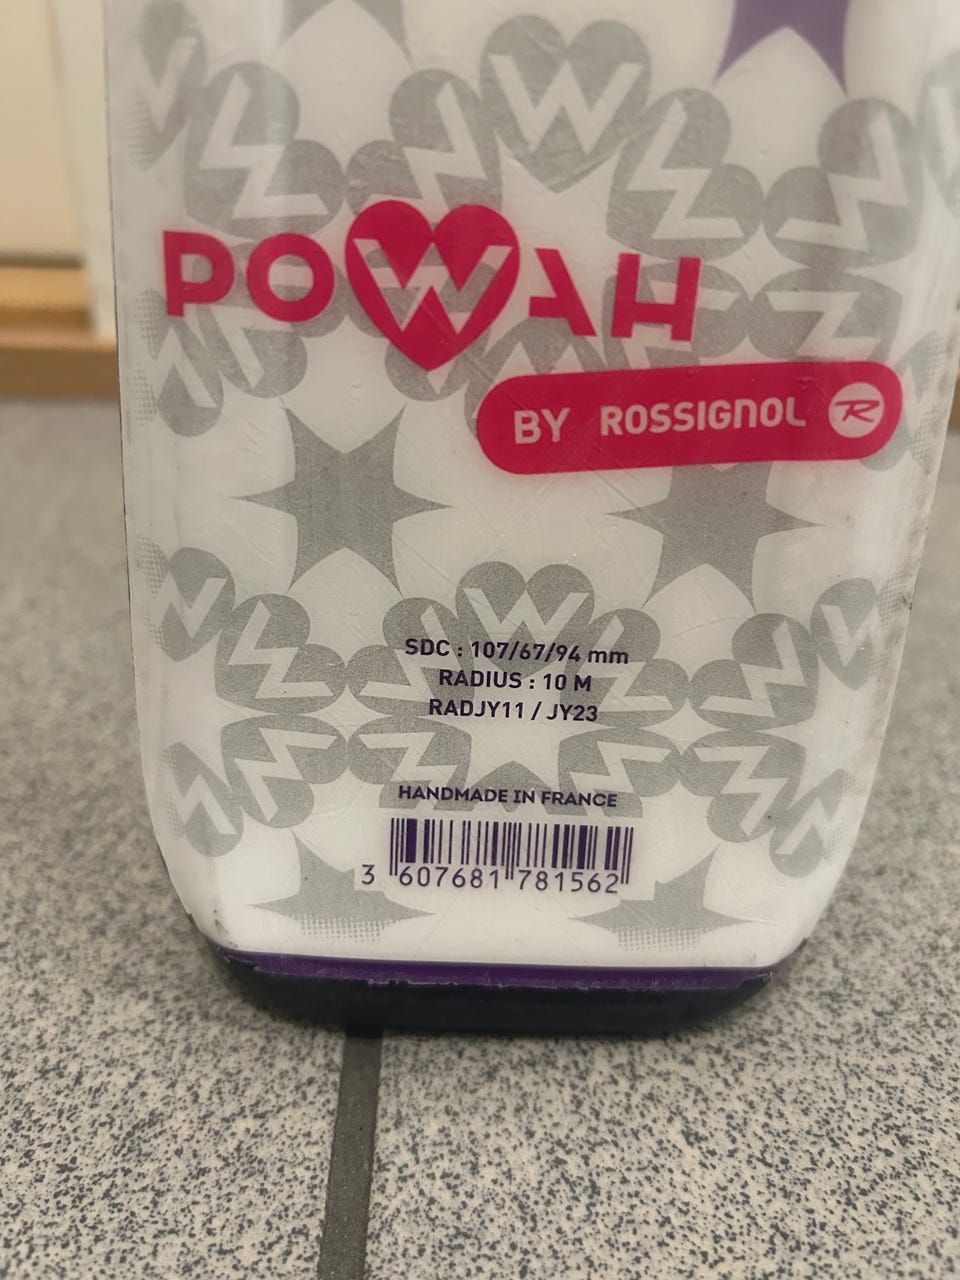 POWAH
BY ROSSIGNOL R
SDC : 107/67/94 mm
RADIUS : 10 M
RADJY11 / JY23
HANDMADE IN FRANCE
3 607681 781562